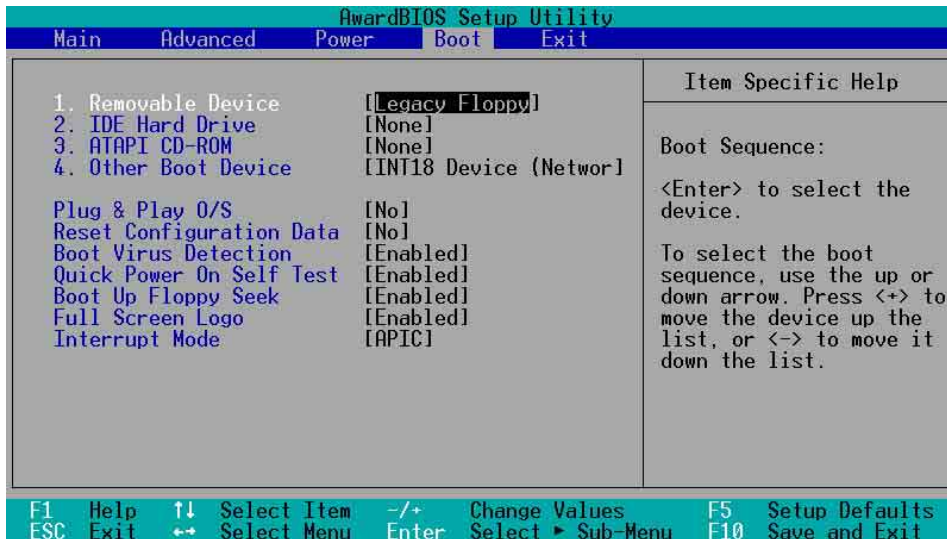 AwardBIOS Setup Utility
Main Advanced Power Boot Exit
1. Removable Device [Legacy Floppy]
2. IDE Hard Drive [None]
3. ATAPI CD-ROM [None]
4. Other Boot Device [INT18 Device (Networ]
Plug & Play O/S [No]
Reset Configuration Data [No]
Boot Virus Detection [Enabled]
Quick Power On Self Test [Enabled]
Boot Up Floppy Seek [Enabled]
Full Screen Logo [Enabled]
Interrupt Mode [APIC]
Item Specific Help
Boot Sequence:
<Enter> to select the
device.
To select the boot
sequence, use the up or
down arrow. Press <+> to
move the device up the
list, or <-> to move it
down the list.
F1 Help ↑↓ Select Item -/+ Change Values F5 Setup Defaults
ESC Exit ←→ Select Menu Enter Select ► Sub-Menu F10 Save and Exit